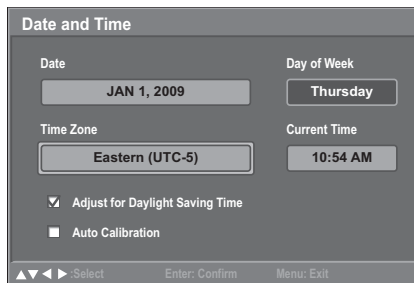 Date and Time
Date
Day of Week
JAN 1, 2009
Thursday
Time Zone
Current Time
Eastern (UTC-5)
10:54 AM
Adjust for Daylight Saving Time
Auto Calibration
▲▼◀ ▶:Select Enter: Confirm Menu: Exit